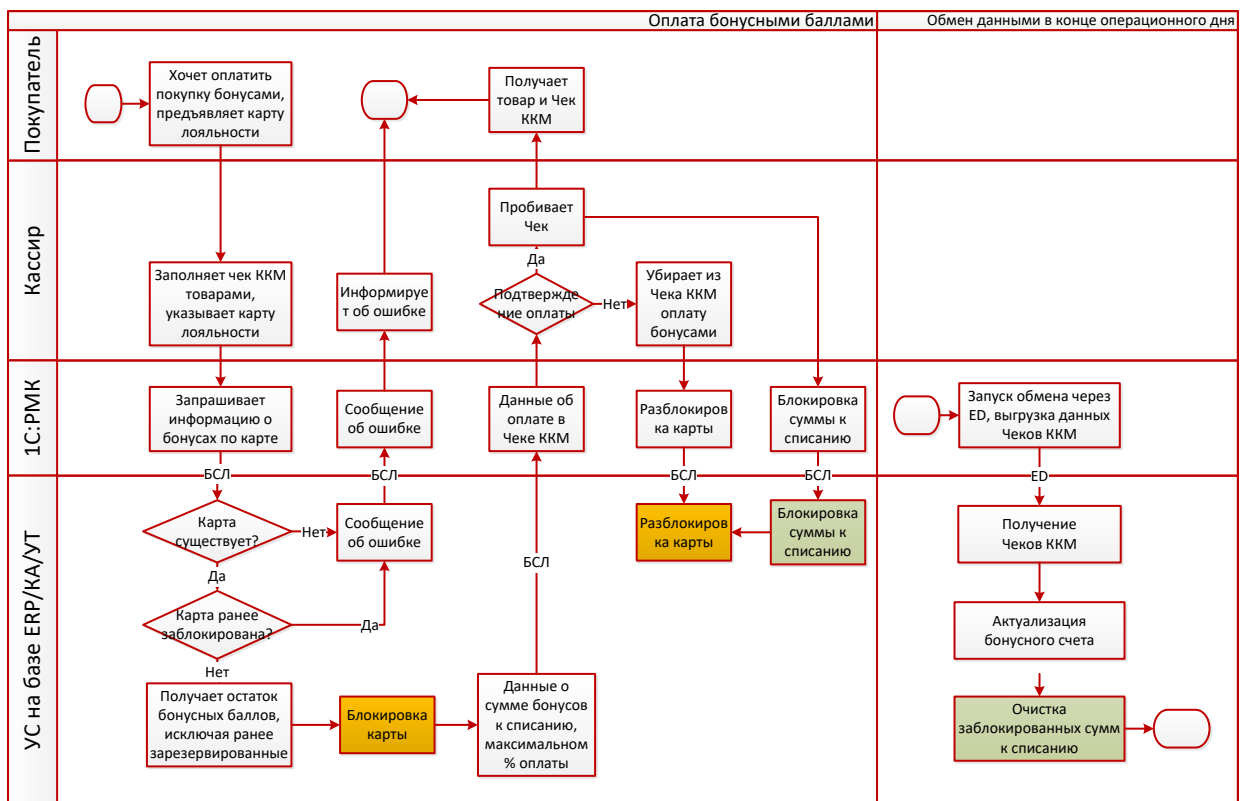 Оплата бонусными баллами
Обмен данными в конце операционного дня
Покупатель
Хочет оплатить
покупку бонусами,
предъявляет карту
лояльности
Получает
товар и Чек
ККМ
Кассир
Пробивает
Чек
Да
Заполняет чек ККМ
товарами,
указывает карту
лояльности
Информируе
т об ошибке
Подтвержде
ние оплаты
Нет
Убирает из
Чека ККМ
оплату
бонусами
1С:РМК
Запрашивает
информацию о
бонусах по карте
Сообщение
об ошибке
Данные об
оплате в
Чеке ККМ
Разблокиров
ка карты
Блокировка
суммы к
списанию
Запуск обмена через
ED, выгрузка данных
Чеков ККМ
БСЛ
БСЛ
БСЛ
БСЛ
ED
УС на базе ERP/КА/УТ
Карта
существует?
Нет
Сообщение
об ошибке
Разблокиров
ка карты
Блокировка
суммы к
списанию
Получение
Чеков ККМ
БСЛ
Да
Карта ранее
заблокирована?
Да
Актуализация
бонусного счета
Нет
Получает остаток
бонусных баллов,
исключая ранее
зарезервированные
Блокировка
карты
Данные о
сумме бонусов
к списанию,
максимальном
% оплаты
Очистка
заблокированных сумм
к списанию